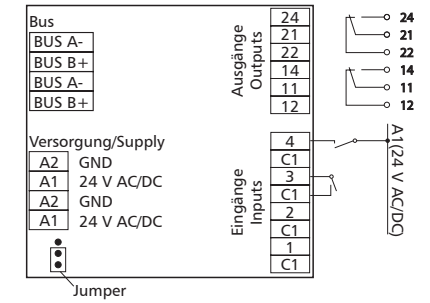 Bus
BUS A-
BUS B+
BUS A-
BUS B+
Versorgung/Supply
A2 GND
A1 24 V AC/DC
A2 GND
A1 24 V AC/DC
Jumper
Ausgänge
Outputs
24
21
22
14
11
12
Eingänge
Inputs
4
C1
3
C1
2
C1
1
C1
24
21
22
14
11
12
A1(24 V AC/DC)